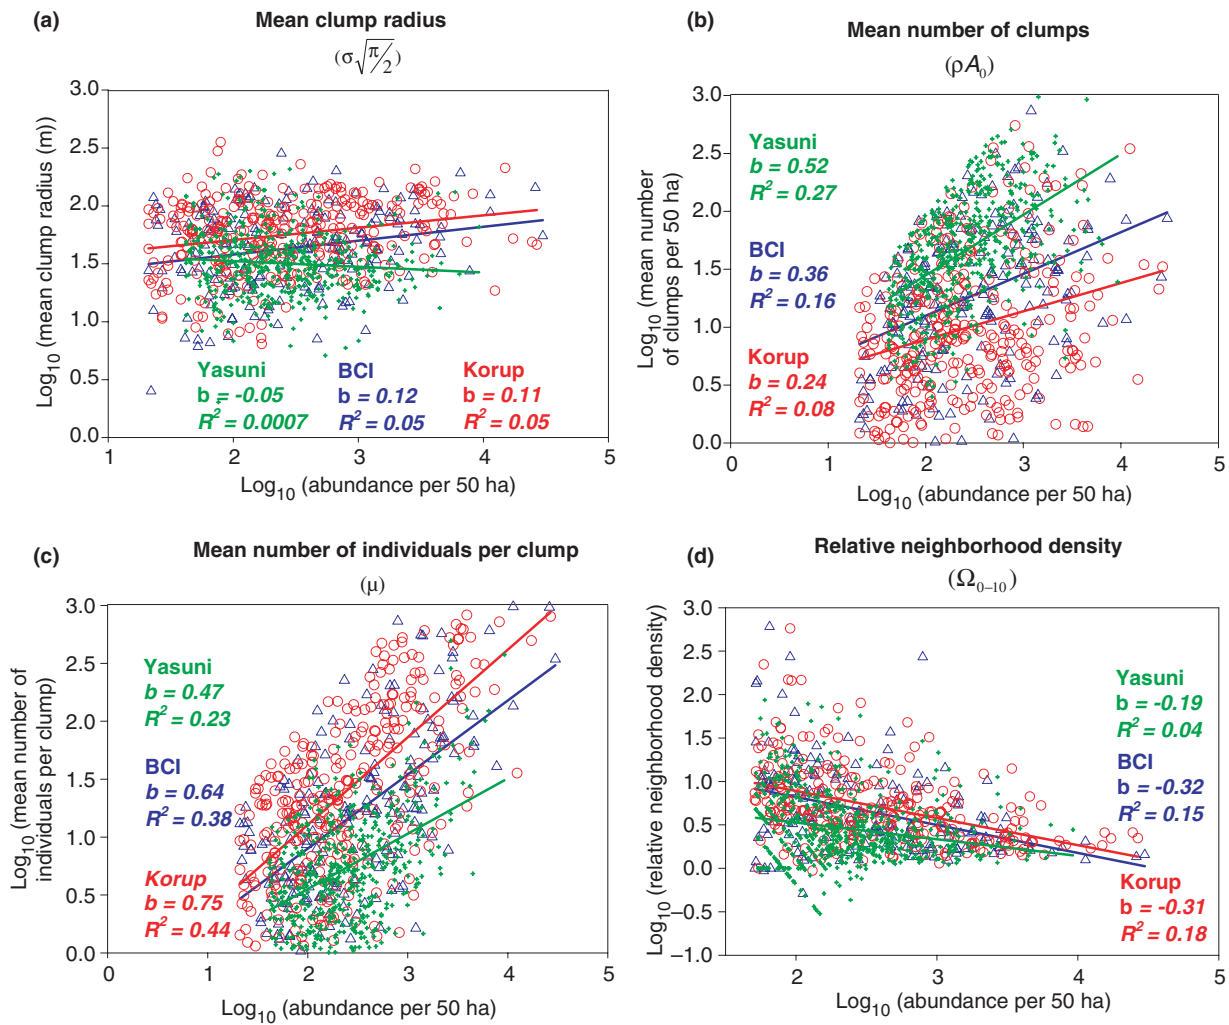 (a)
Mean clump radius
(σ√π/2)
Log10 (mean clump radius (m))
3.0
2.5
2.0
1.5
1.0
0.5
0.0
Yasuni
b = -0.05
R2 = 0.0007
BCI
b = 0.12
R2 = 0.05
Korup
b = 0.11
R2 = 0.05
1
2
3
4
5
Log10 (abundance per 50 ha)
(b)
Mean number of clumps
(ρA0)
Log10 (mean number
of clumps per 50 ha)
3.0
2.5
2.0
1.5
1.0
0.5
0.0
Yasuni
b = 0.52
R2 = 0.27
BCI
b = 0.36
R2 = 0.16
Korup
b = 0.24
R2 = 0.08
0
1
2
3
4
5
Log10 (abundance per 50 ha)
(c)
Mean number of individuals per clump
(μ)
Log10 (mean number of
individuals per clump)
3.0
2.5
2.0
1.5
1.0
0.5
0.0
Yasuni
b = 0.47
R2 = 0.23
BCI
b = 0.64
R2 = 0.38
Korup
b = 0.75
R2 = 0.44
0
1
2
3
4
5
Log10 (abundance per 50 ha)
(d)
Relative neighborhood density
(Ω0–10)
Log10 (relative neighborhood density)
3.0
2.5
2.0
1.5
1.0
0.5
0.0
−0.5
−1.0
Yasuni
b = -0.19
R2 = 0.04
BCI
b = -0.32
R2 = 0.15
Korup
b = -0.31
R2 = 0.18
2
3
4
5
Log10 (abundance per 50 ha)